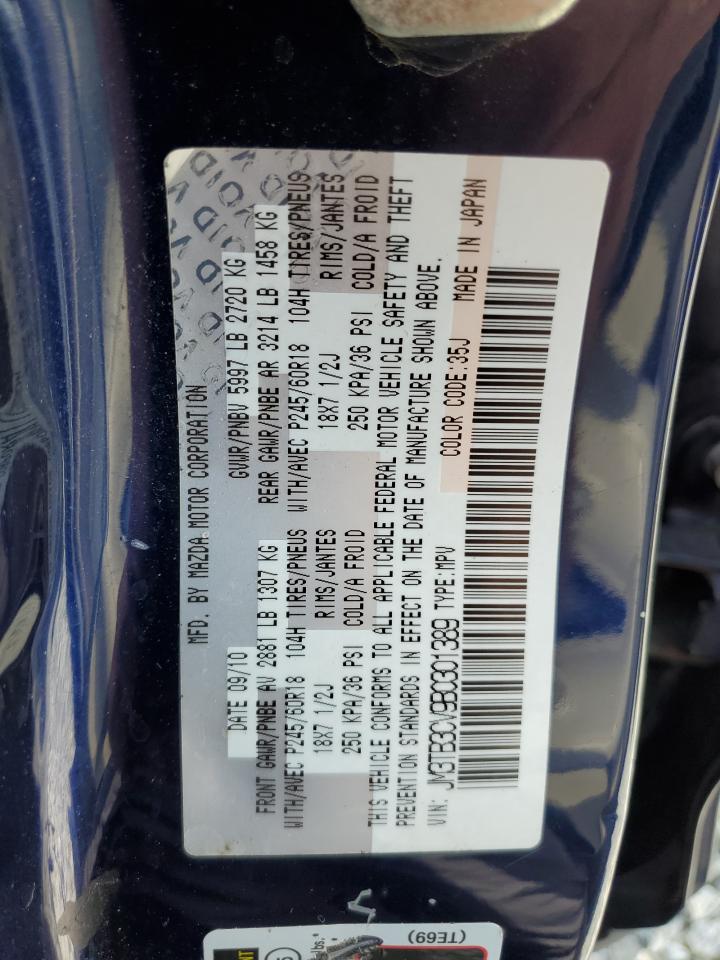 MFD. BY MAZDA MOTOR CORPORATION
DATE 09/10 GVWR/PNBV 5997 LB 2720 KG
FRONT GAWR/PNBE AV 2881 LB 1307 KG REAR GAWR/PNBE AR 3214 LB 1458 KG
WITH/AVEC P245/60R18 104H TIRES/PNEUS WITH/AVEC P245/60R18 104H TIRES/PNEUS
18X7 1/2J RIMS/JANTES 18X7 1/2J RIMS/JANTES
250 KPA/36 PSI COLD/A FROID 250 KPA/36 PSI COLD/A FROID
THIS VEHICLE CONFORMS TO ALL APPLICABLE FEDERAL MOTOR VEHICLE SAFETY AND THEFT
PREVENTION STANDARDS IN EFFECT ON THE DATE OF MANUFACTURE SHOWN ABOVE.
VIN: JM3TB3CV9B0301389 TYPE:MPV COLOR CODE:35J MADE IN JAPAN
VOID VOID VOID
(TE69)
lbs.